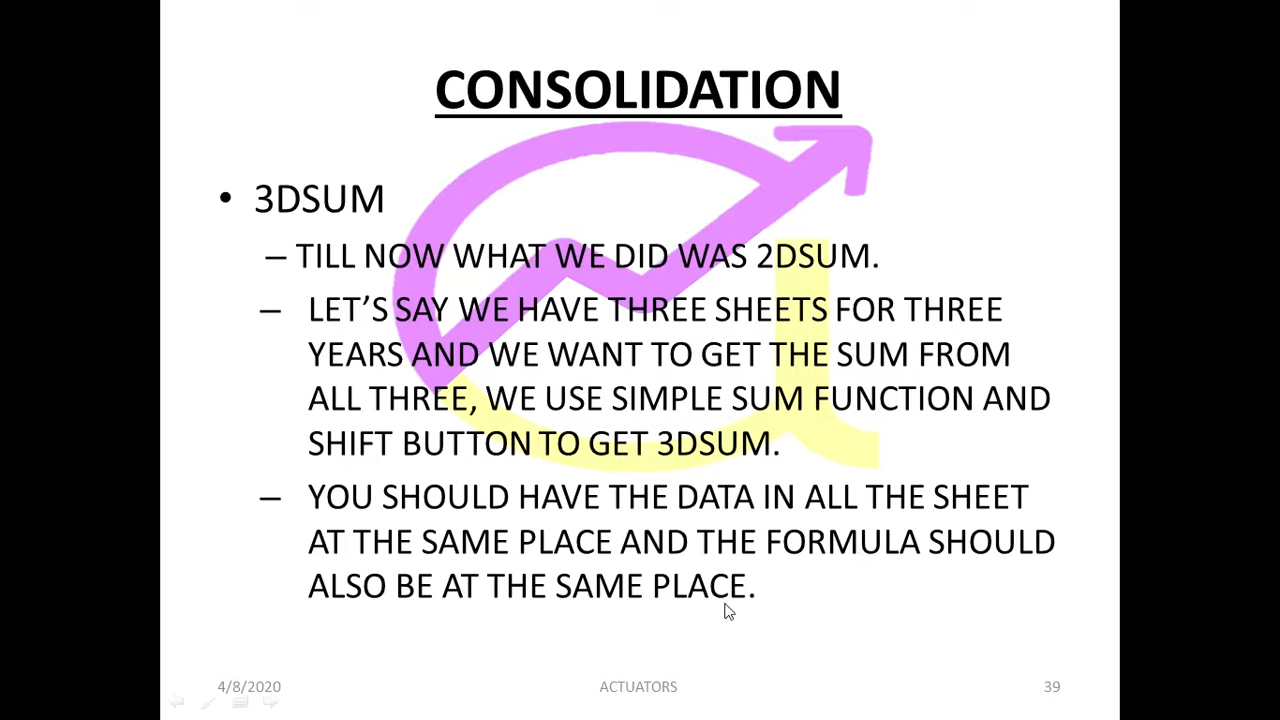 CONSOLIDATION
• 3DSUM
– TILL NOW WHAT WE DID WAS 2DSUM.
– LET’S SAY WE HAVE THREE SHEETS FOR THREE
YEARS AND WE WANT TO GET THE SUM FROM
ALL THREE, WE USE SIMPLE SUM FUNCTION AND
SHIFT BUTTON TO GET 3DSUM.
– YOU SHOULD HAVE THE DATA IN ALL THE SHEET
AT THE SAME PLACE AND THE FORMULA SHOULD
ALSO BE AT THE SAME PLACE.
4/8/2020 ACTUATORS 39